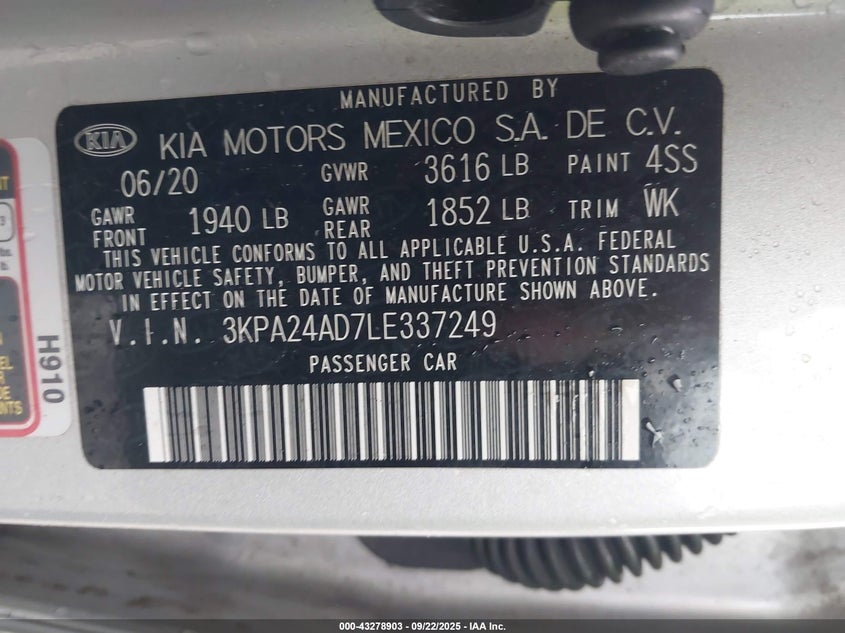 MANUFACTURED BY
KIA KIA MOTORS MEXICO S.A. DE C.V.
06/20 GVWR 3616 LB PAINT 4SS
GAWR FRONT 1940 LB GAWR REAR 1852 LB TRIM WK
THIS VEHICLE CONFORMS TO ALL APPLICABLE U.S.A. FEDERAL
MOTOR VEHICLE SAFETY, BUMPER, AND THEFT PREVENTION STANDARDS
IN EFFECT ON THE DATE OF MANUFACTURE SHOWN ABOVE.
V.I.N. 3KPA24AD7LE337249
PASSENGER CAR
H910
000-43278903 - 09/22/2025 - IAA Inc.